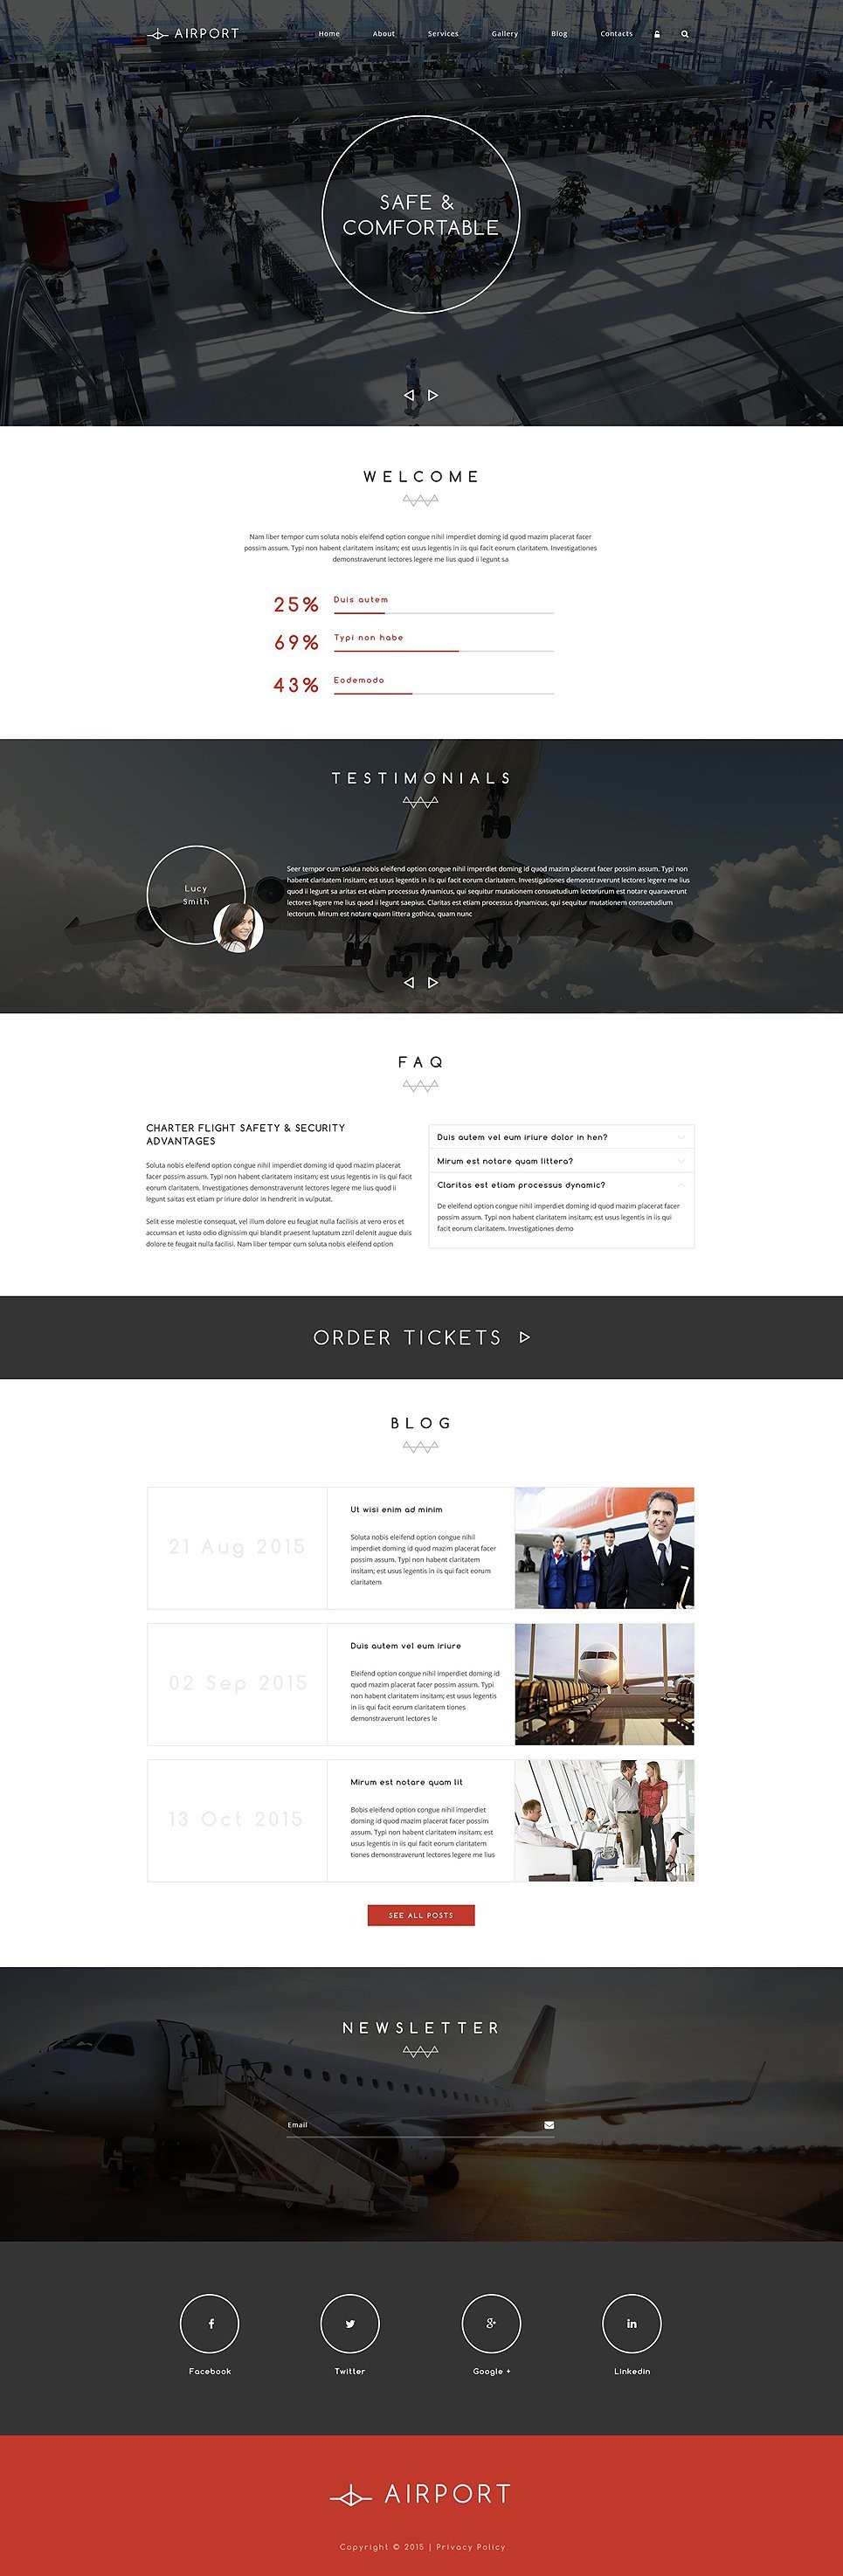 AIRPORT
Home About Services Gallery Blog Contacts
SAFE &
COMFORTABLE
WELCOME
Nam liber tempor cum soluta nobis eleifend option congue nihil imperdiet doming id quod mazim placerat facer
possim assum. Typi non habent claritatem insitam; est usus legentis in iis qui facit eorum claritatem. Investigationes
demonstraverunt lectores legere me lius quod ii legunt sa
25% Duis autem
69% Typi non habe
43% Eodemodo
TESTIMONIALS
Lucy
Smith
Seer tempor cum soluta nobis eleifend option congue nihil imperdiet doming id quod mazim placerat facer possim assum. Typi non
habent claritatem insitam; est usus legentis in iis qui facit eorum claritatem. Investigationes demonstraverunt lectores legere me lius
quod ii legunt sa aritas est etiam processus dynamicus, qui sequitur mutationem consuetudium lectorurum est notare quaraverunt
lectores legere me lius quod ii legunt saepius. Claritas est etiam processus dynamicus, qui sequitur mutationem consuetudium
lectorum. Mirum est notare quam littera gothica, quam nunc
FAQ
CHARTER FLIGHT SAFETY & SECURITY
ADVANTAGES
Soluta nobis eleifend option congue nihil imperdiet doming id quod mazim placerat
facer possim assum. Typi non habent claritatem insitam; est usus legentis in iis qui facit
eorum claritatem. Investigationes demonstraverunt lectores legere me lius quod ii
legunt saitas est etiam pr iriure dolor in hendrerit in vulputat.
Selit esse molestie consequat, vel illum dolore eu feugiat nulla facilisis at vero eros et
accumsan et iusto odio dignissim qui blandit praesent luptatum zzril delenit augue duis
dolore te feugait nulla facilisi. Nam liber tempor cum soluta nobis eleifend option
Duis autem vel eum iriure dolor in hen?
Mirum est notare quam littera?
Claritas est etiam processus dynamic?
De eleifend option congue nihil imperdiet doming id quod mazim placerat facer
possim assum. Typi non habent claritatem insitam; est usus legentis in iis qui
facit eorum claritatem. Investigationes demo
ORDER TICKETS
BLOG
21 Aug 2015
Ut wisi enim ad minim
Soluta nobis eleifend option congue nihil
imperdiet doming id quod mazim placerat facer
possim assum. Typi non habent claritatem
insitam; est usus legentis in iis qui facit eorum
claritatem
02 Sep 2015
Duis autem vel eum iriure
Eleifend option congue nihil imperdiet doming id
quod mazim placerat facer possim assum. Typi
non habent claritatem insitam; est usus legentis
in iis qui facit eorum claritatem tiones
demonstraverunt lectores le
13 Oct 2015
Mirum est notare quam lit
Bobis eleifend option congue nihil imperdiet
doming id quod mazim placerat facer possim
assum. Typi non habent claritatem insitam; est
usus legentis in iis qui facit eorum claritatem
tiones demonstraverunt lectores legere me lius
SEE ALL POSTS
NEWSLETTER
Email
Facebook Twitter Google + Linkedin
AIRPORT
Copyright © 2015 | Privacy Policy